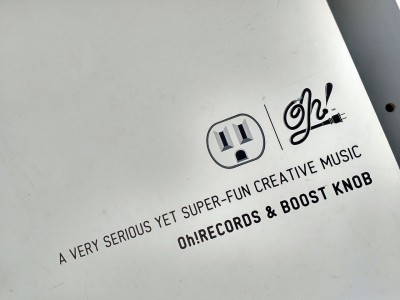 Oh!
A VERY SERIOUS YET SUPER-FUN CREATIVE MUSIC
Oh!RECORDS & BOOST KNOB